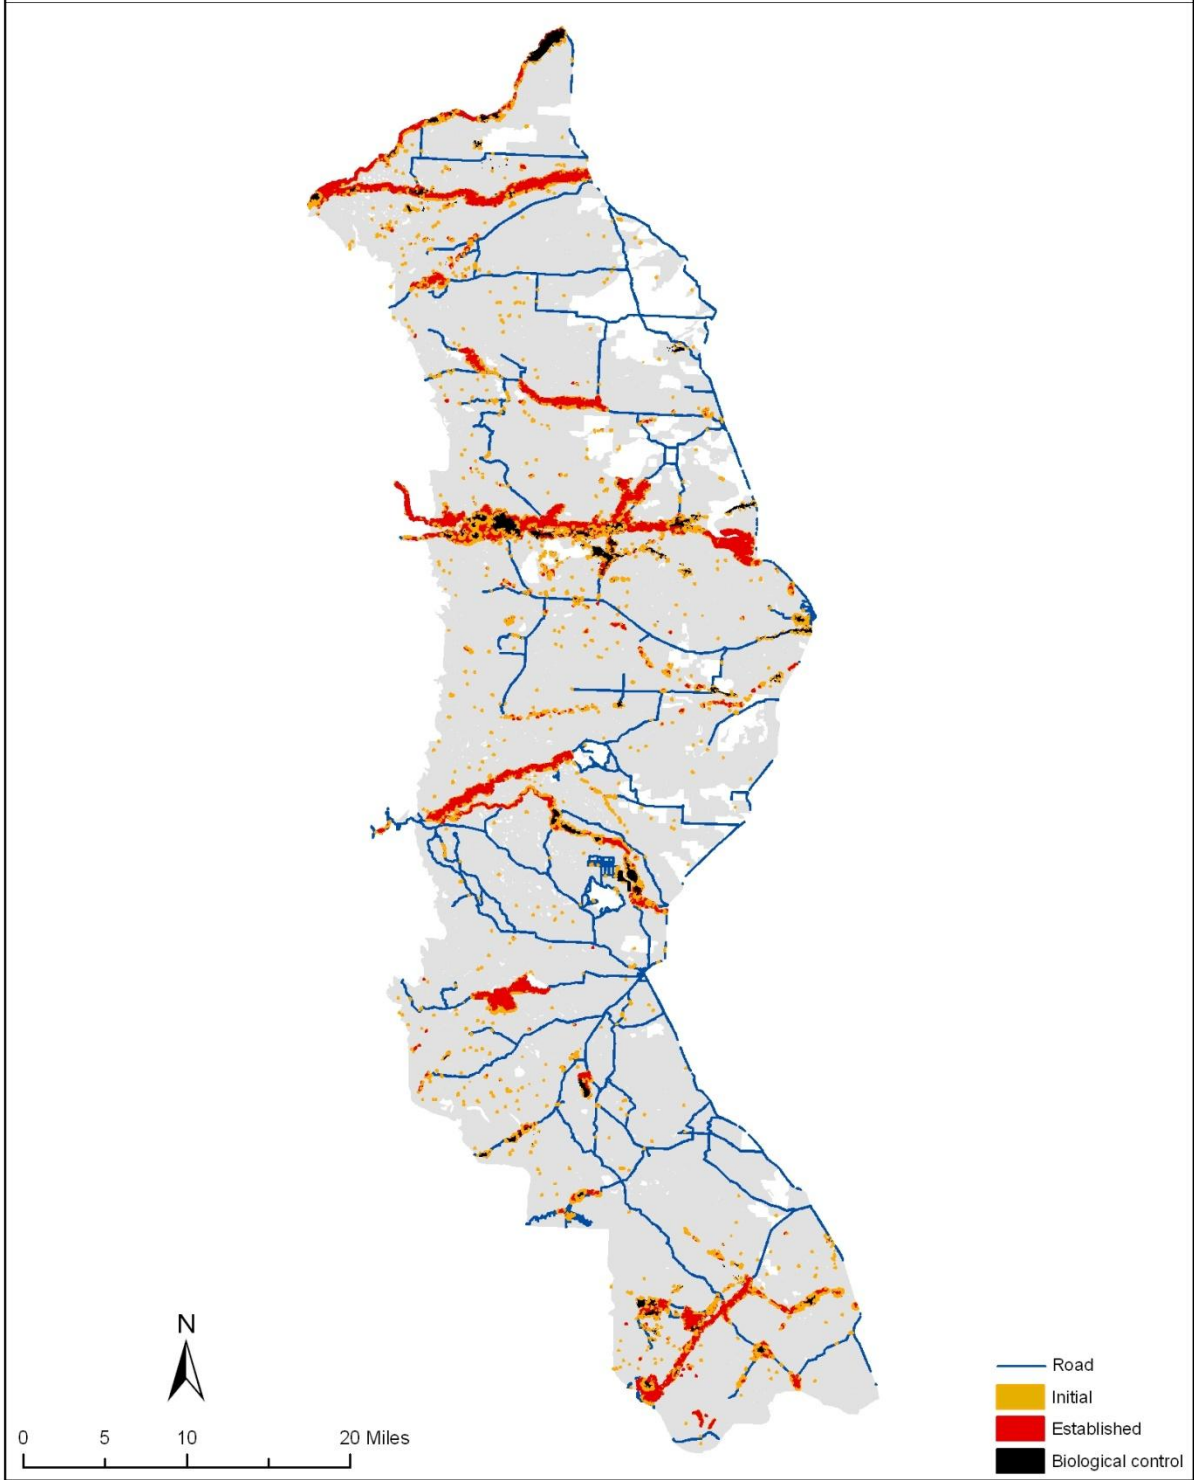 N
0 5 10 20 Miles
Road
Initial
Established
Biological control